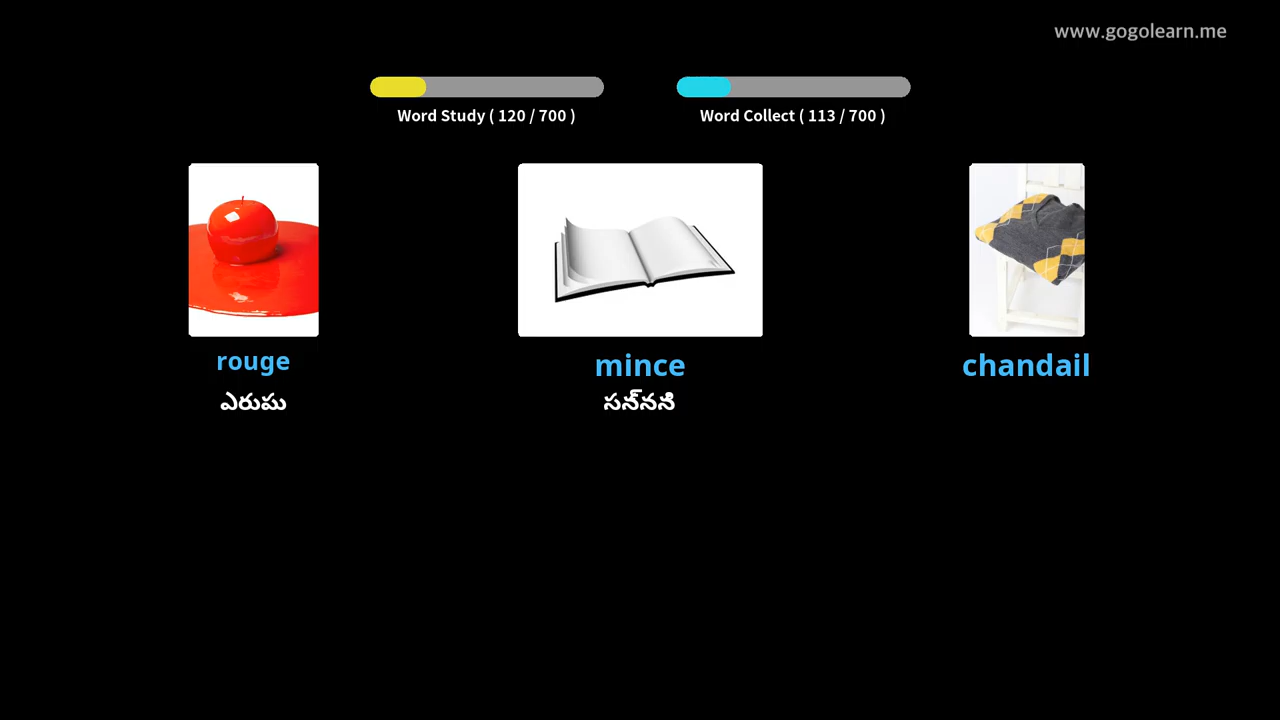 www.gogolearn.me
Word Study ( 120 / 700 )
Word Collect ( 113 / 700 )
rouge
mince
chandail
ఎరుపు
సన్నని